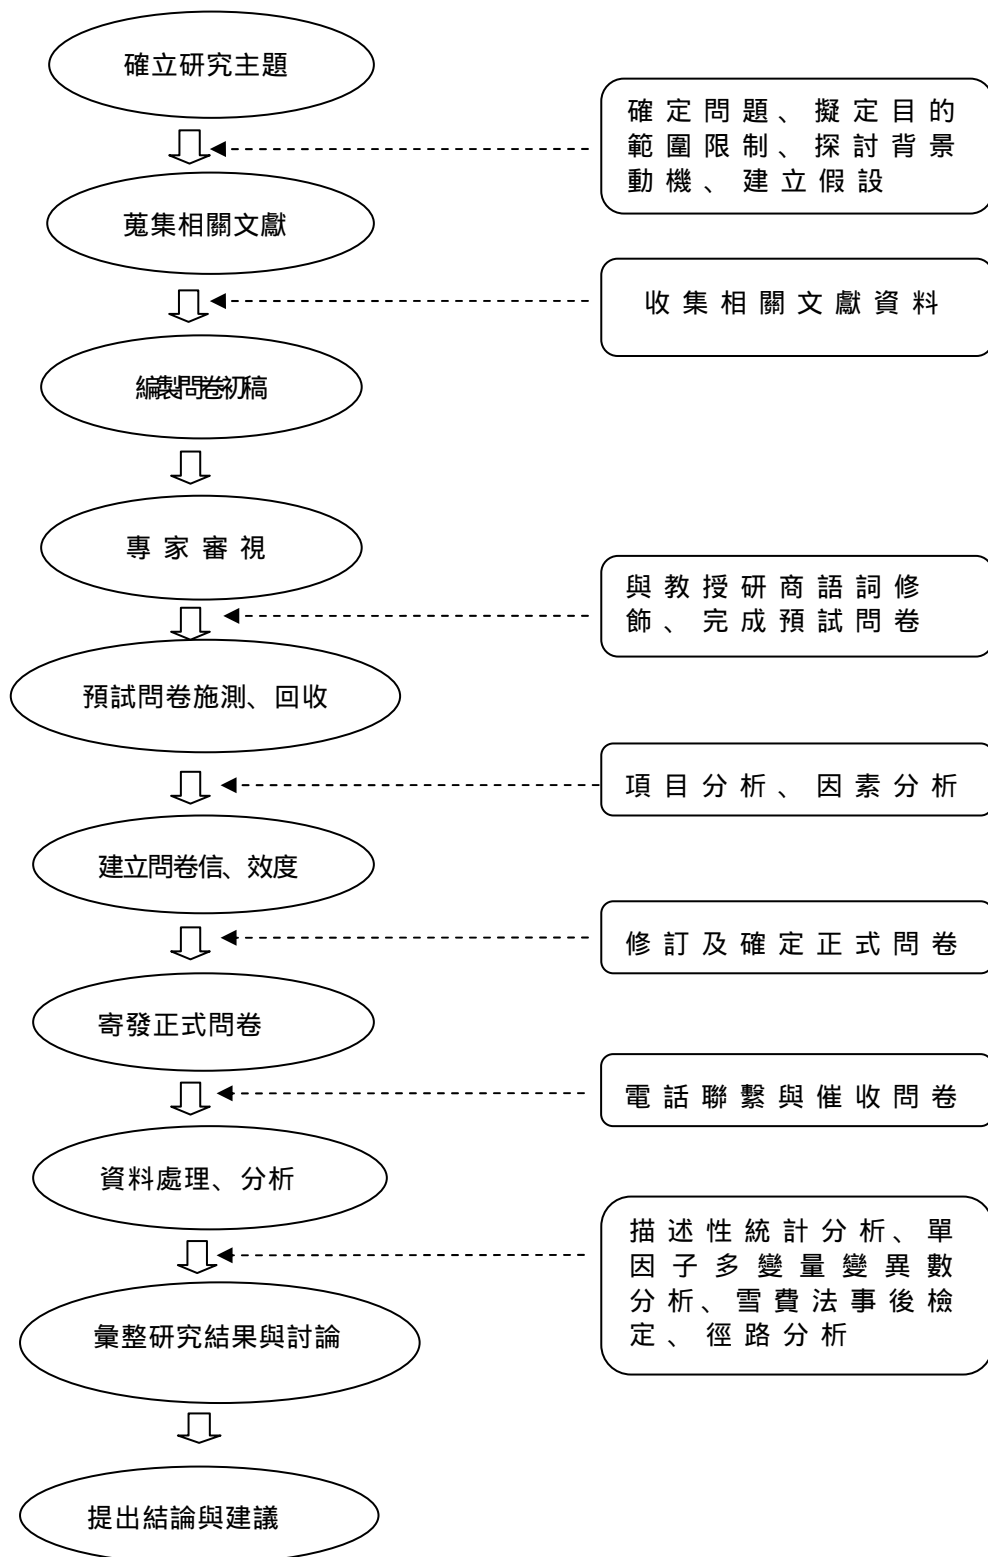 確立研究主題
確定問題、擬定目的
範圍限制、探討背景
動機、建立假設
蒐集相關文獻
收集相關文獻資料
編製問卷初稿
專家審視
與教授研商語詞修
飾、完成預試問卷
預試問卷施測、回收
項目分析、因素分析
建立問卷信、效度
修訂及確定正式問卷
寄發正式問卷
電話聯繫與催收問卷
資料處理、分析
描述性統計分析、單
因子多變量變異數
分析、雪費法事後檢
定、徑路分析
彙整研究結果與討論
提出結論與建議